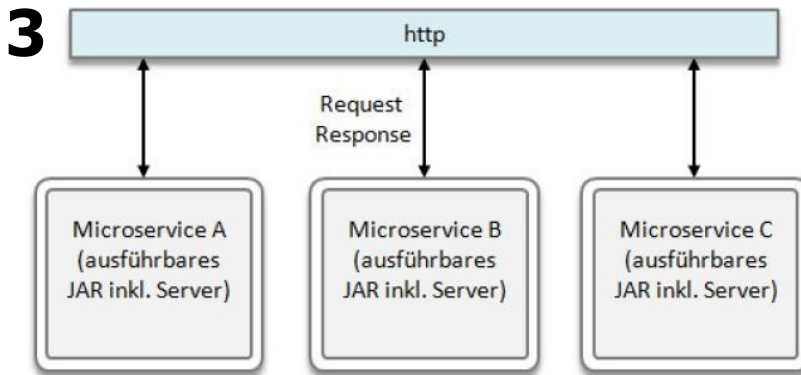 3
http
Request
Response
Microservice A
(ausführbares
JAR inkl. Server)
Microservice B
(ausführbares
JAR inkl. Server)
Microservice C
(ausführbares
JAR inkl. Server)